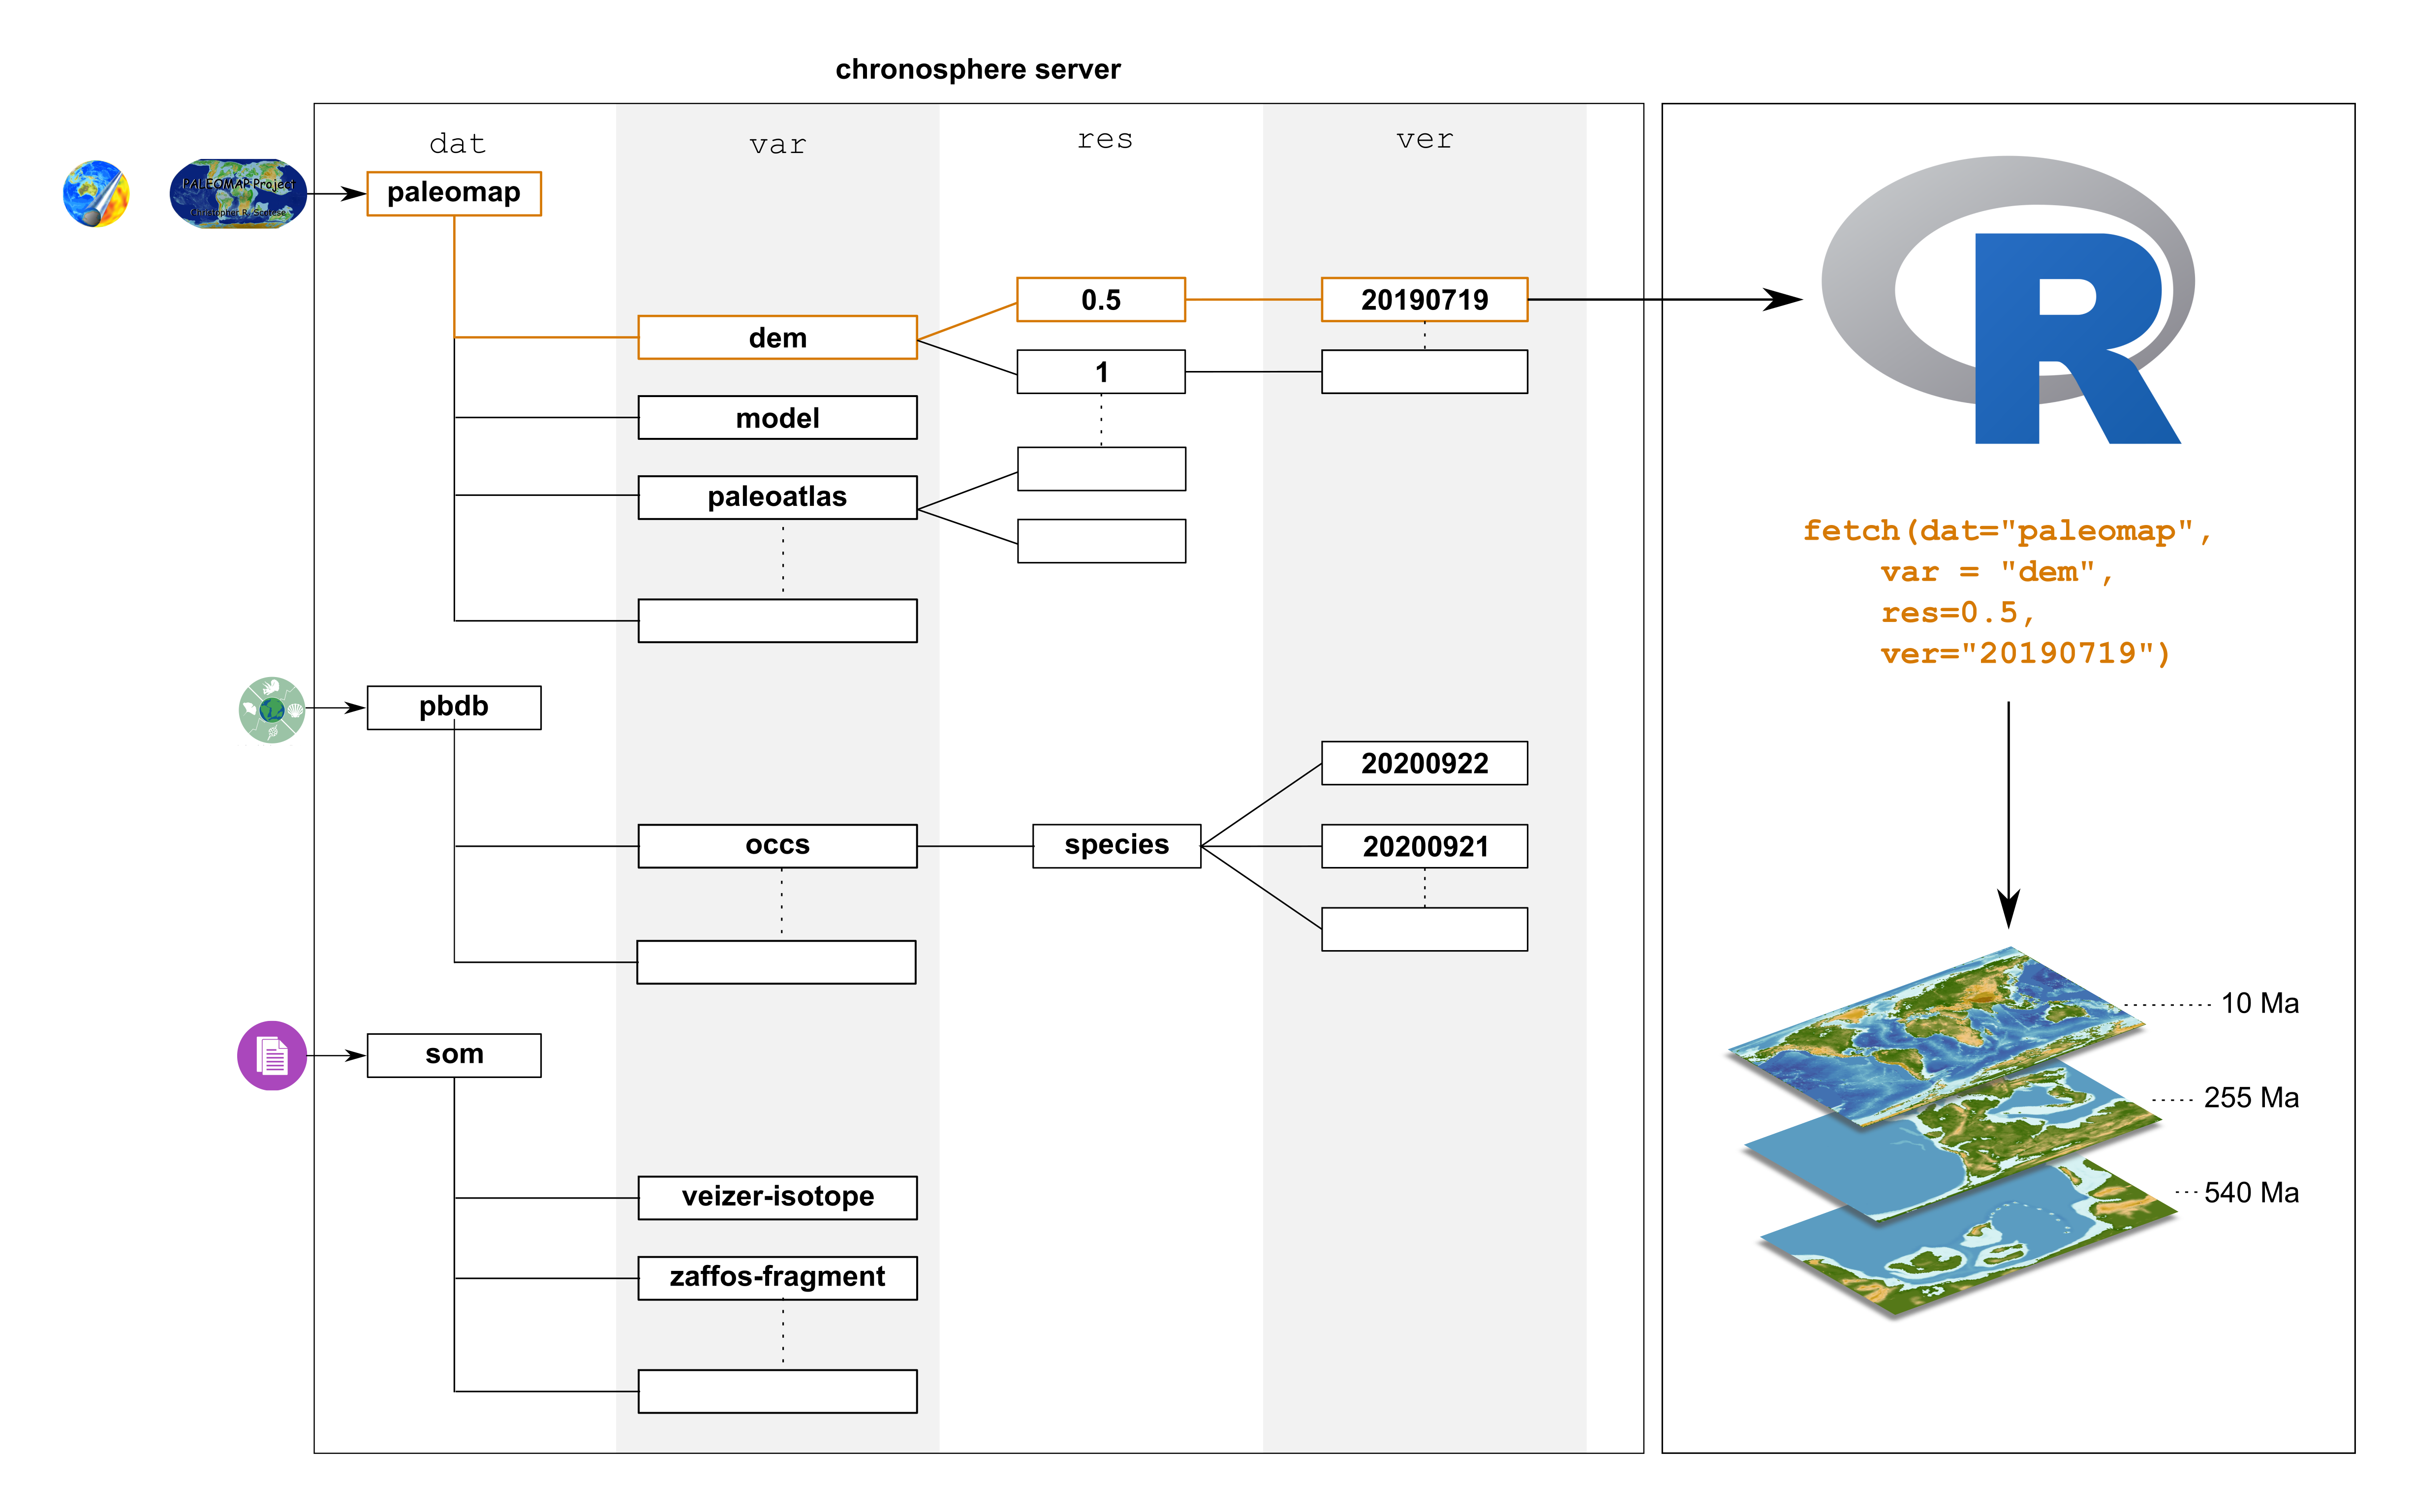 chronosphere server
dat
var
res
ver
PALEOMAP Project
Christopher R. Scotese
paleomap
dem
0.5
20190719
1
model
paleoatlas
pbdb
occs
species
20200922
20200921
som
veizer-isotope
zaffos-fragment
R
fetch(dat="paleomap",
var = "dem",
res=0.5,
ver="20190719")
10 Ma
255 Ma
540 Ma